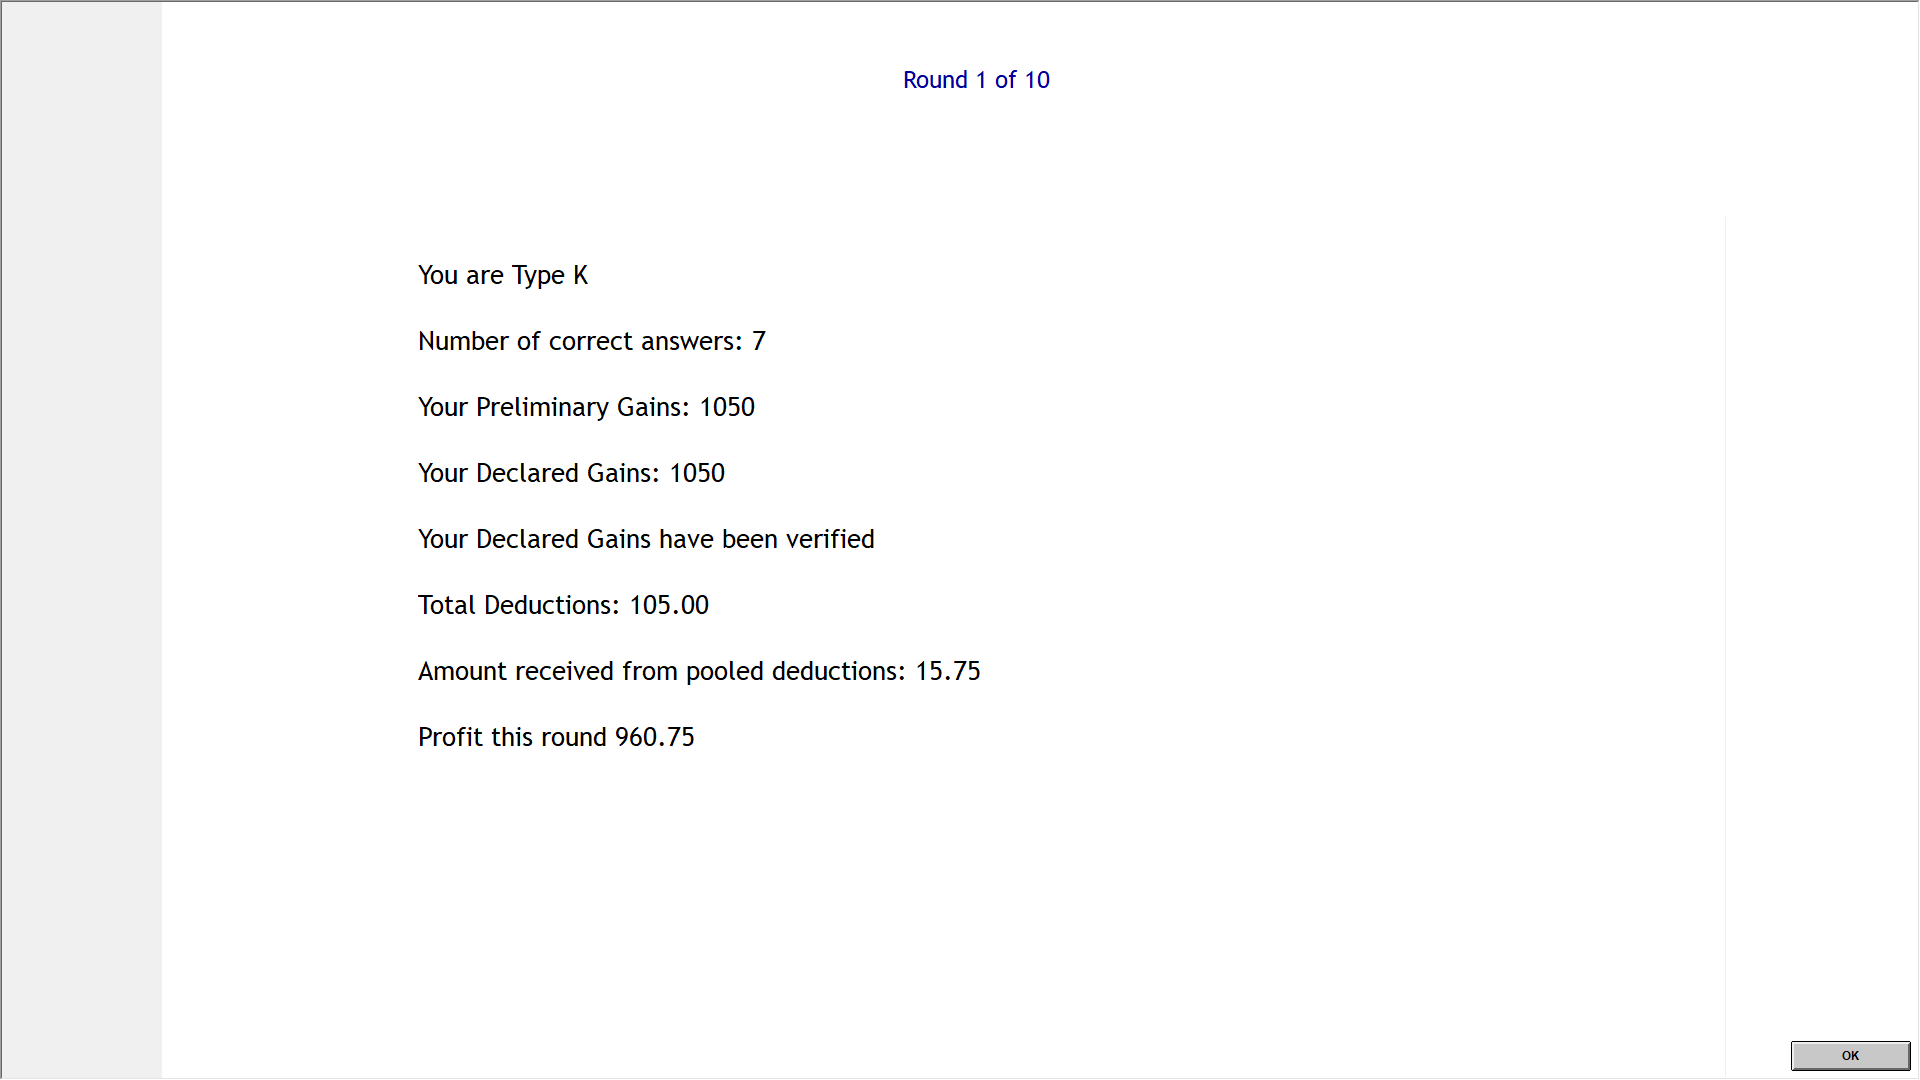 Round 1 of 10
You are Type K
Number of correct answers: 7
Your Preliminary Gains: 1050
Your Declared Gains: 1050
Your Declared Gains have been verified
Total Deductions: 105.00
Amount received from pooled deductions: 15.75
Profit this round 960.75
OK